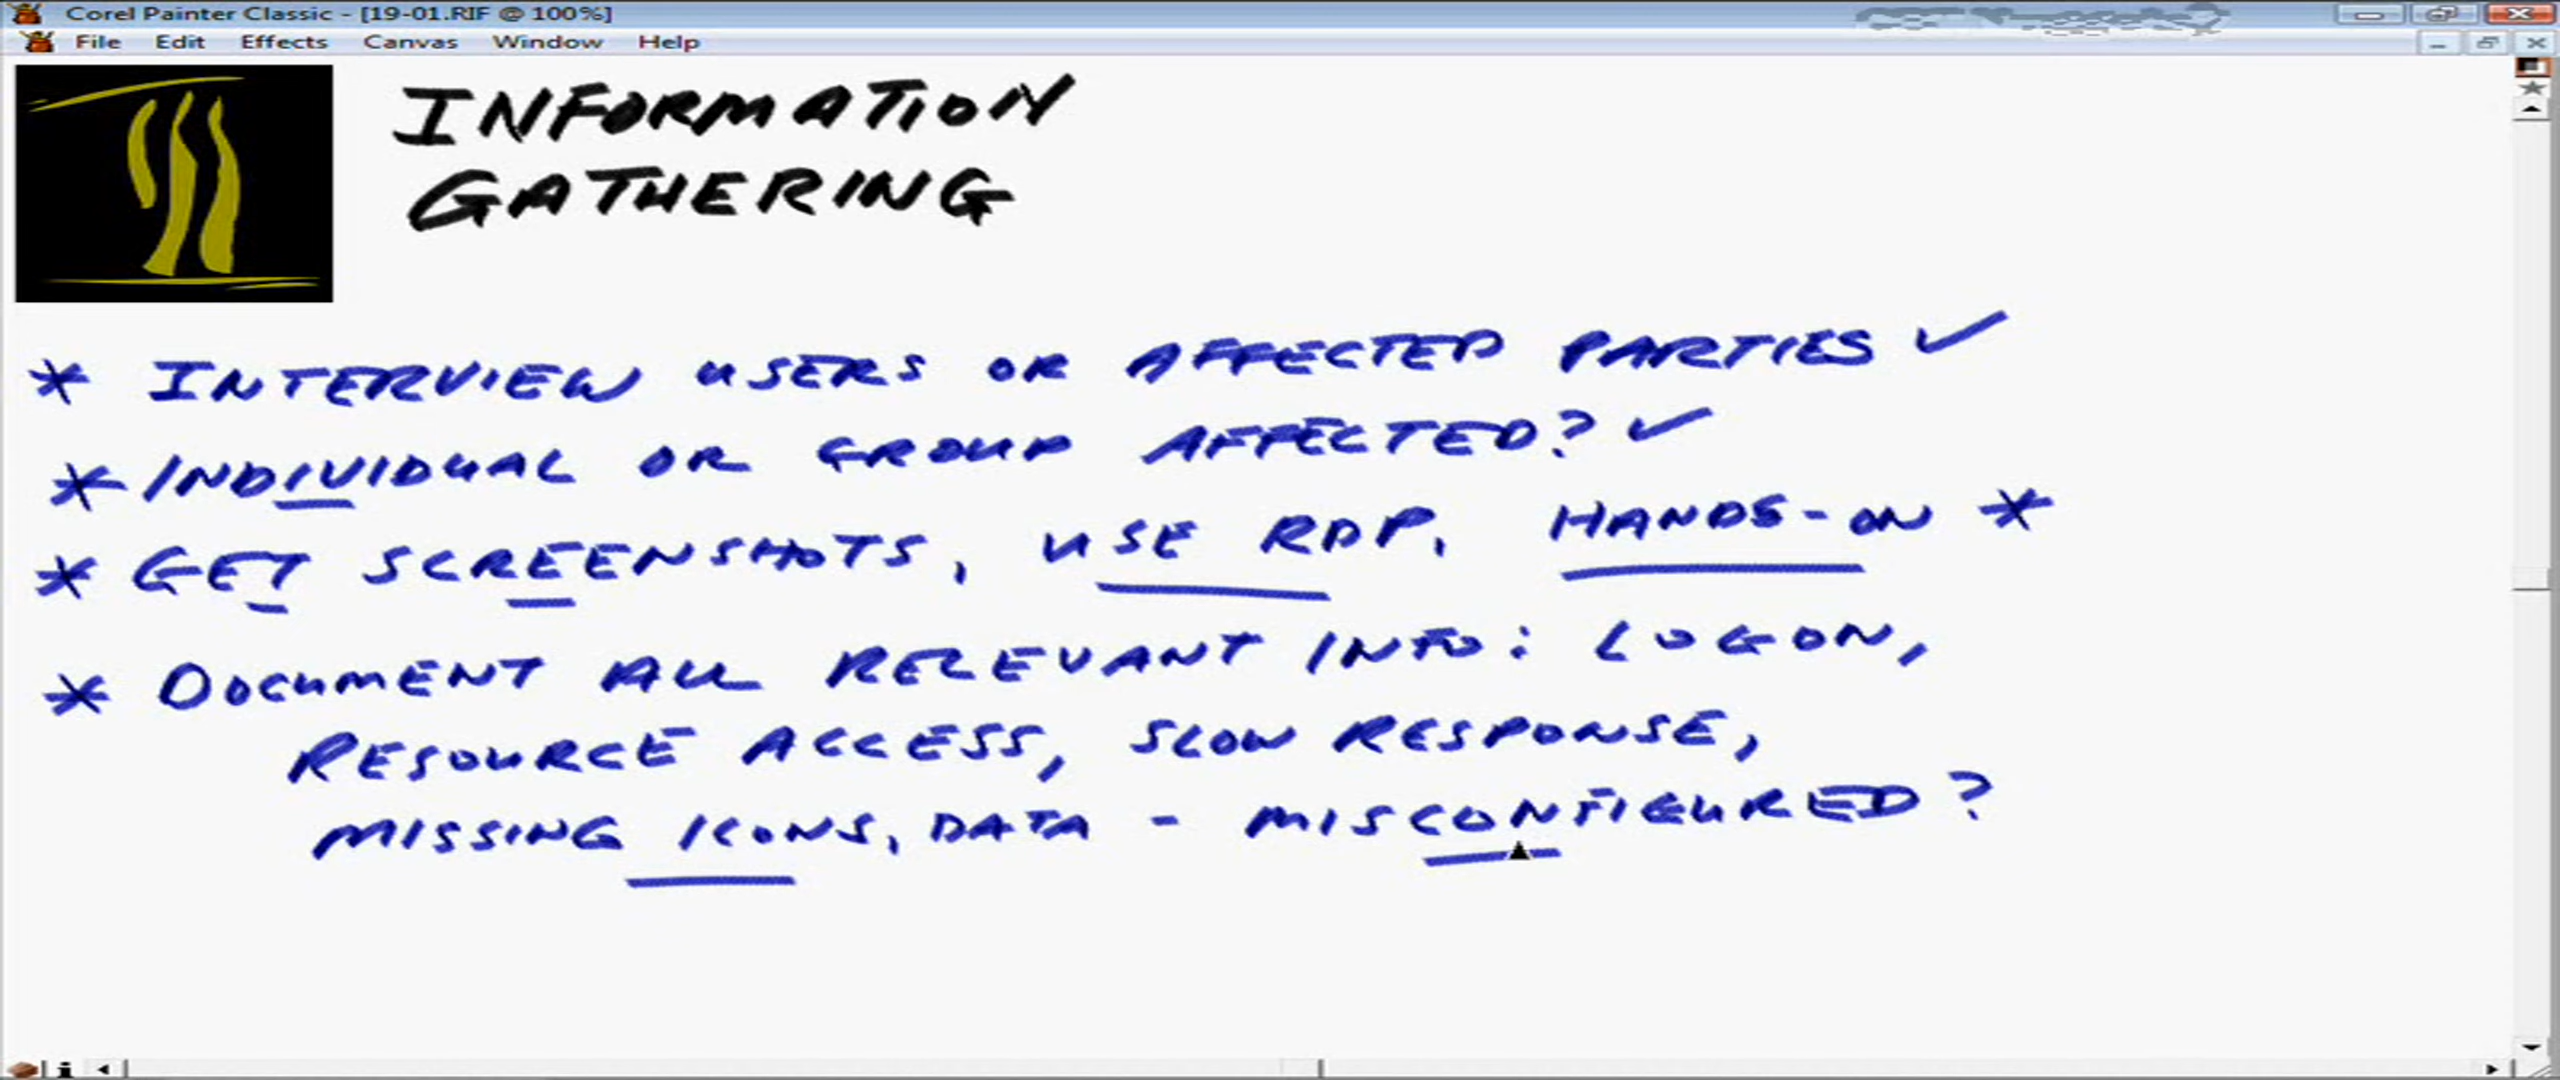 Corel Painter Classic - [19-01.RIF @ 100%]
File Edit Effects Canvas Window Help
INFORMATION
GATHERING
* INTERVIEW USERS OR AFFECTED PARTIES ✓
* INDIVIDUAL OR GROUP AFFECTED? ✓
* GET SCREENSHOTS, USE RDP, HANDS-ON *
* DOCUMENT ALL RELEVANT INFO: LOGON,
RESOURCE ACCESS, SLOW RESPONSE,
MISSING ICONS, DATA - MISCONFIGURED?